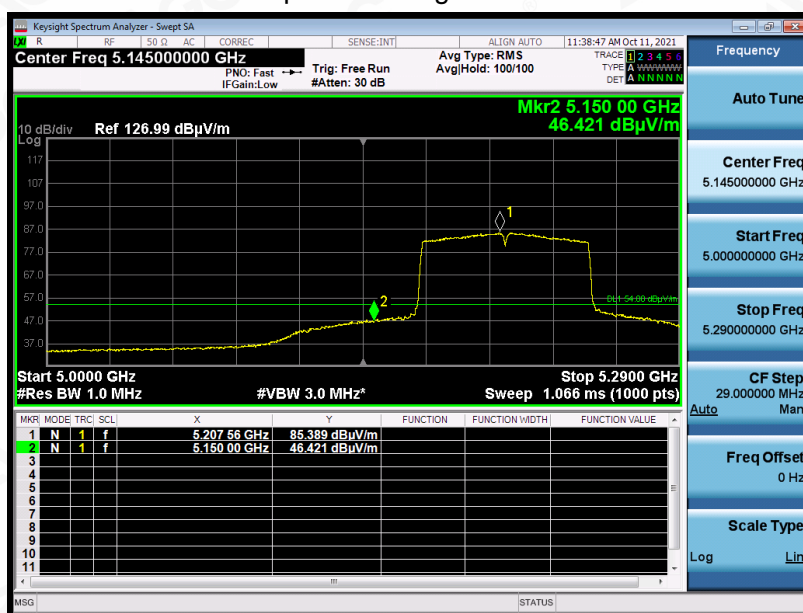 Keysight Spectrum Analyzer - Swept SA
LXI R RF 50 Ω AC CORREC SENSE:INT ALIGN AUTO 11:38:47 AM Oct 11, 2021
Center Freq 5.145000000 GHz
PNO: Fast
IFGain:Low
Trig: Free Run
#Atten: 30 dB
Avg Type: RMS
Avg|Hold: 100/100
TRACE 1 2 3 4 5 6
TYPE A WWWWW
DET A N N N N N
Mkr2 5.150 00 GHz
46.421 dBµV/m
10 dB/div Ref 126.99 dBµV/m
Log
117
107
97.0
87.0
77.0
67.0
57.0
47.0
37.0
1
2
DL1 54.00 dBµV/m
Start 5.0000 GHz Stop 5.2900 GHz
#Res BW 1.0 MHz #VBW 3.0 MHz* Sweep 1.066 ms (1000 pts)
MKR MODE TRC SCL X Y FUNCTION FUNCTION WIDTH FUNCTION VALUE
1 N 1 f 5.207 56 GHz 85.389 dBµV/m
2 N 1 f 5.150 00 GHz 46.421 dBµV/m
3
4
5
6
7
8
9
10
11
MSG STATUS
Frequency
Auto Tune
Center Freq
5.145000000 GHz
Start Freq
5.000000000 GHz
Stop Freq
5.290000000 GHz
CF Step
29.000000 MHz
Auto Man
Freq Offset
0 Hz
Scale Type
Log Lin